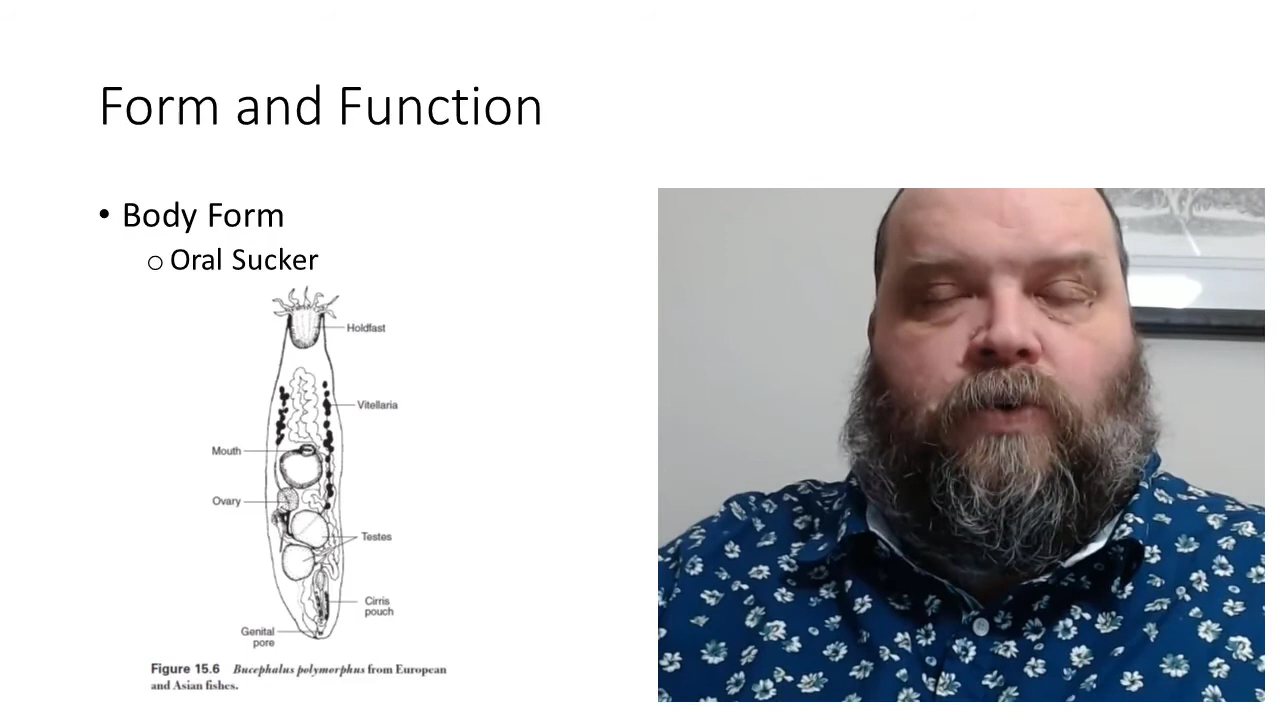 Form and Function
• Body Form
○ Oral Sucker
Holdfast
Vitellaria
Mouth
Ovary
Testes
Cirris
pouch
Genital
pore
Figure 15.6 Bucephalus polymorphus from European
and Asian fishes.